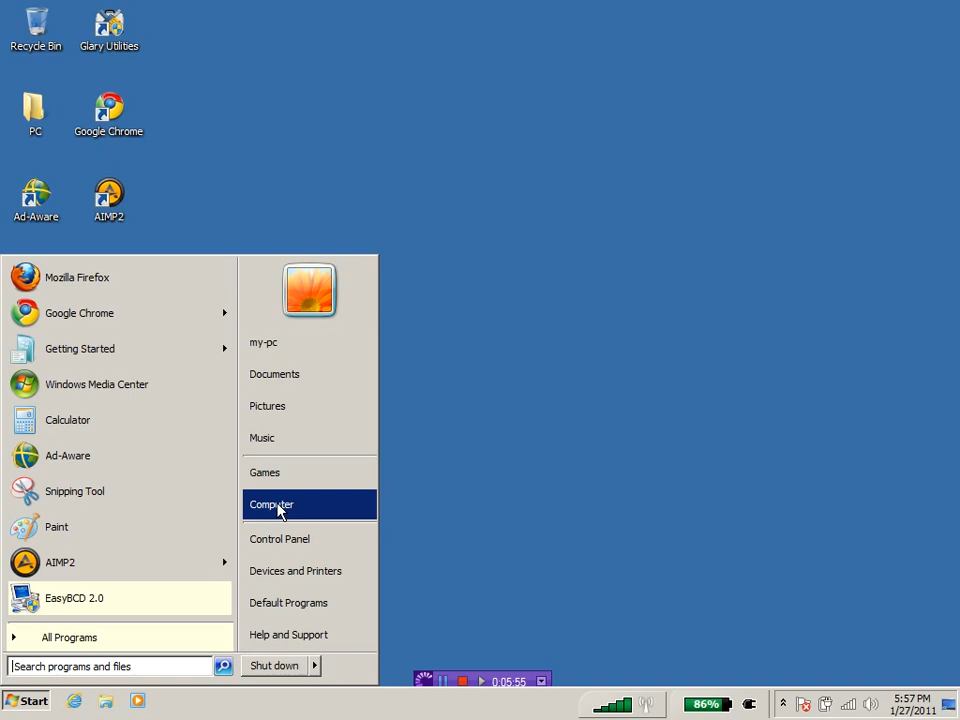 Recycle Bin
Glary Utilities
PC
Google Chrome
Ad-Aware
AIMP2
Mozilla Firefox
Google Chrome
Getting Started
Windows Media Center
Calculator
Ad-Aware
Snipping Tool
Paint
AIMP2
EasyBCD 2.0
All Programs
Search programs and files
my-pc
Documents
Pictures
Music
Games
Computer
Control Panel
Devices and Printers
Default Programs
Help and Support
Shut down
0:05:55
Start
86%
5:57 PM
1/27/2011